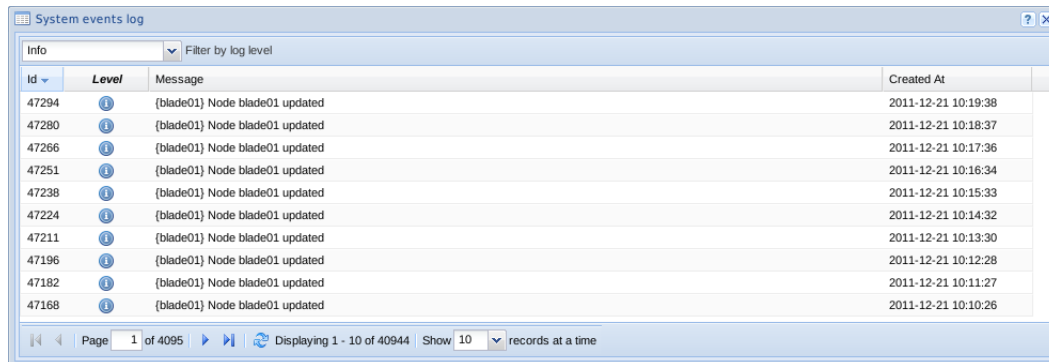 System events log ?
Info Filter by log level
Id Level Message Created At
47294 {blade01} Node blade01 updated 2011-12-21 10:19:38
47280 {blade01} Node blade01 updated 2011-12-21 10:18:37
47266 {blade01} Node blade01 updated 2011-12-21 10:17:36
47251 {blade01} Node blade01 updated 2011-12-21 10:16:34
47238 {blade01} Node blade01 updated 2011-12-21 10:15:33
47224 {blade01} Node blade01 updated 2011-12-21 10:14:32
47211 {blade01} Node blade01 updated 2011-12-21 10:13:30
47196 {blade01} Node blade01 updated 2011-12-21 10:12:28
47182 {blade01} Node blade01 updated 2011-12-21 10:11:27
47168 {blade01} Node blade01 updated 2011-12-21 10:10:26
Page 1 of 4095 Displaying 1 - 10 of 40944 Show 10 records at a time